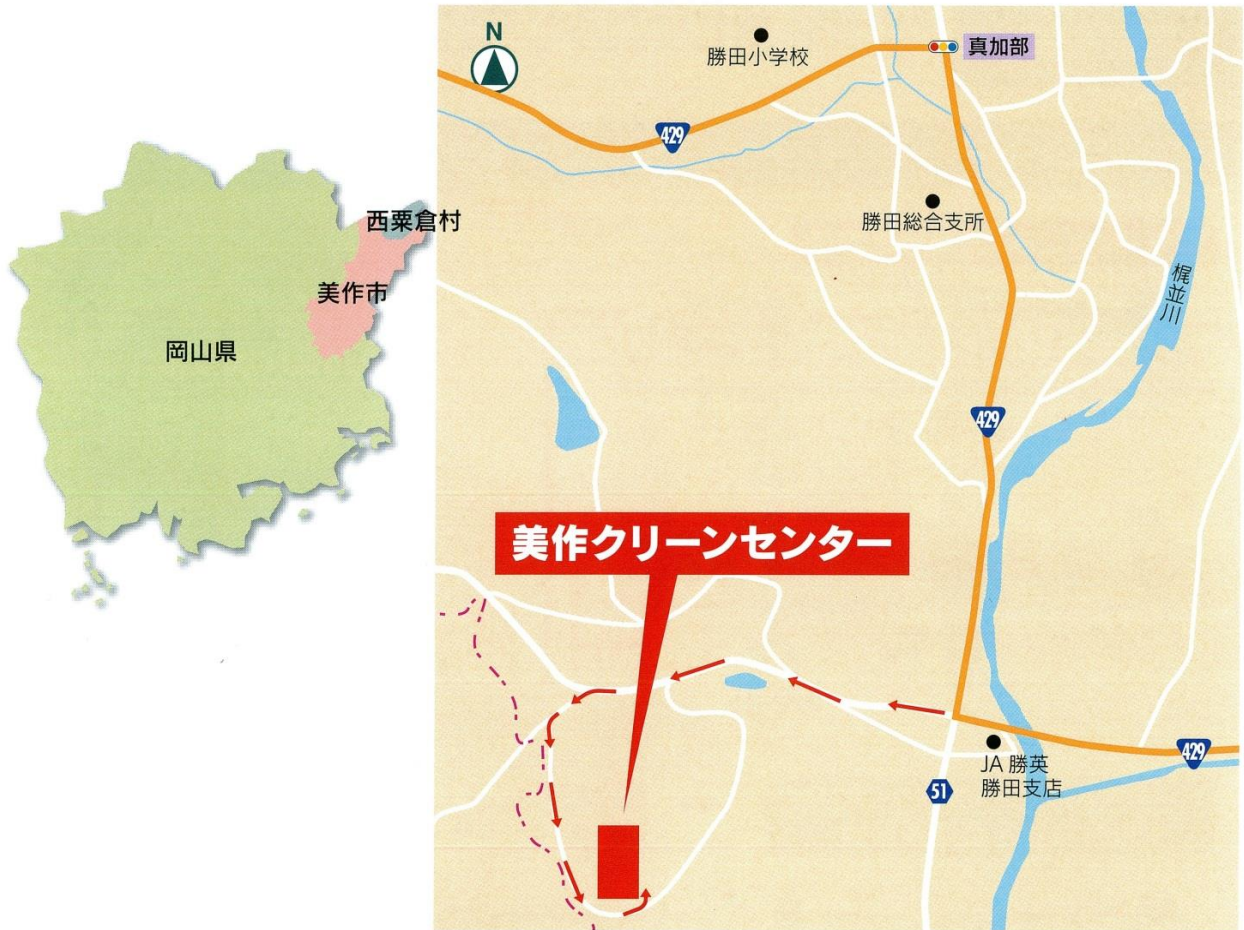 西粟倉村
美作市
岡山県
N
勝田小学校
真加部
429
勝田総合支所
梶並川
429
美作クリーンセンター
JA 勝英
勝田支店
429
51